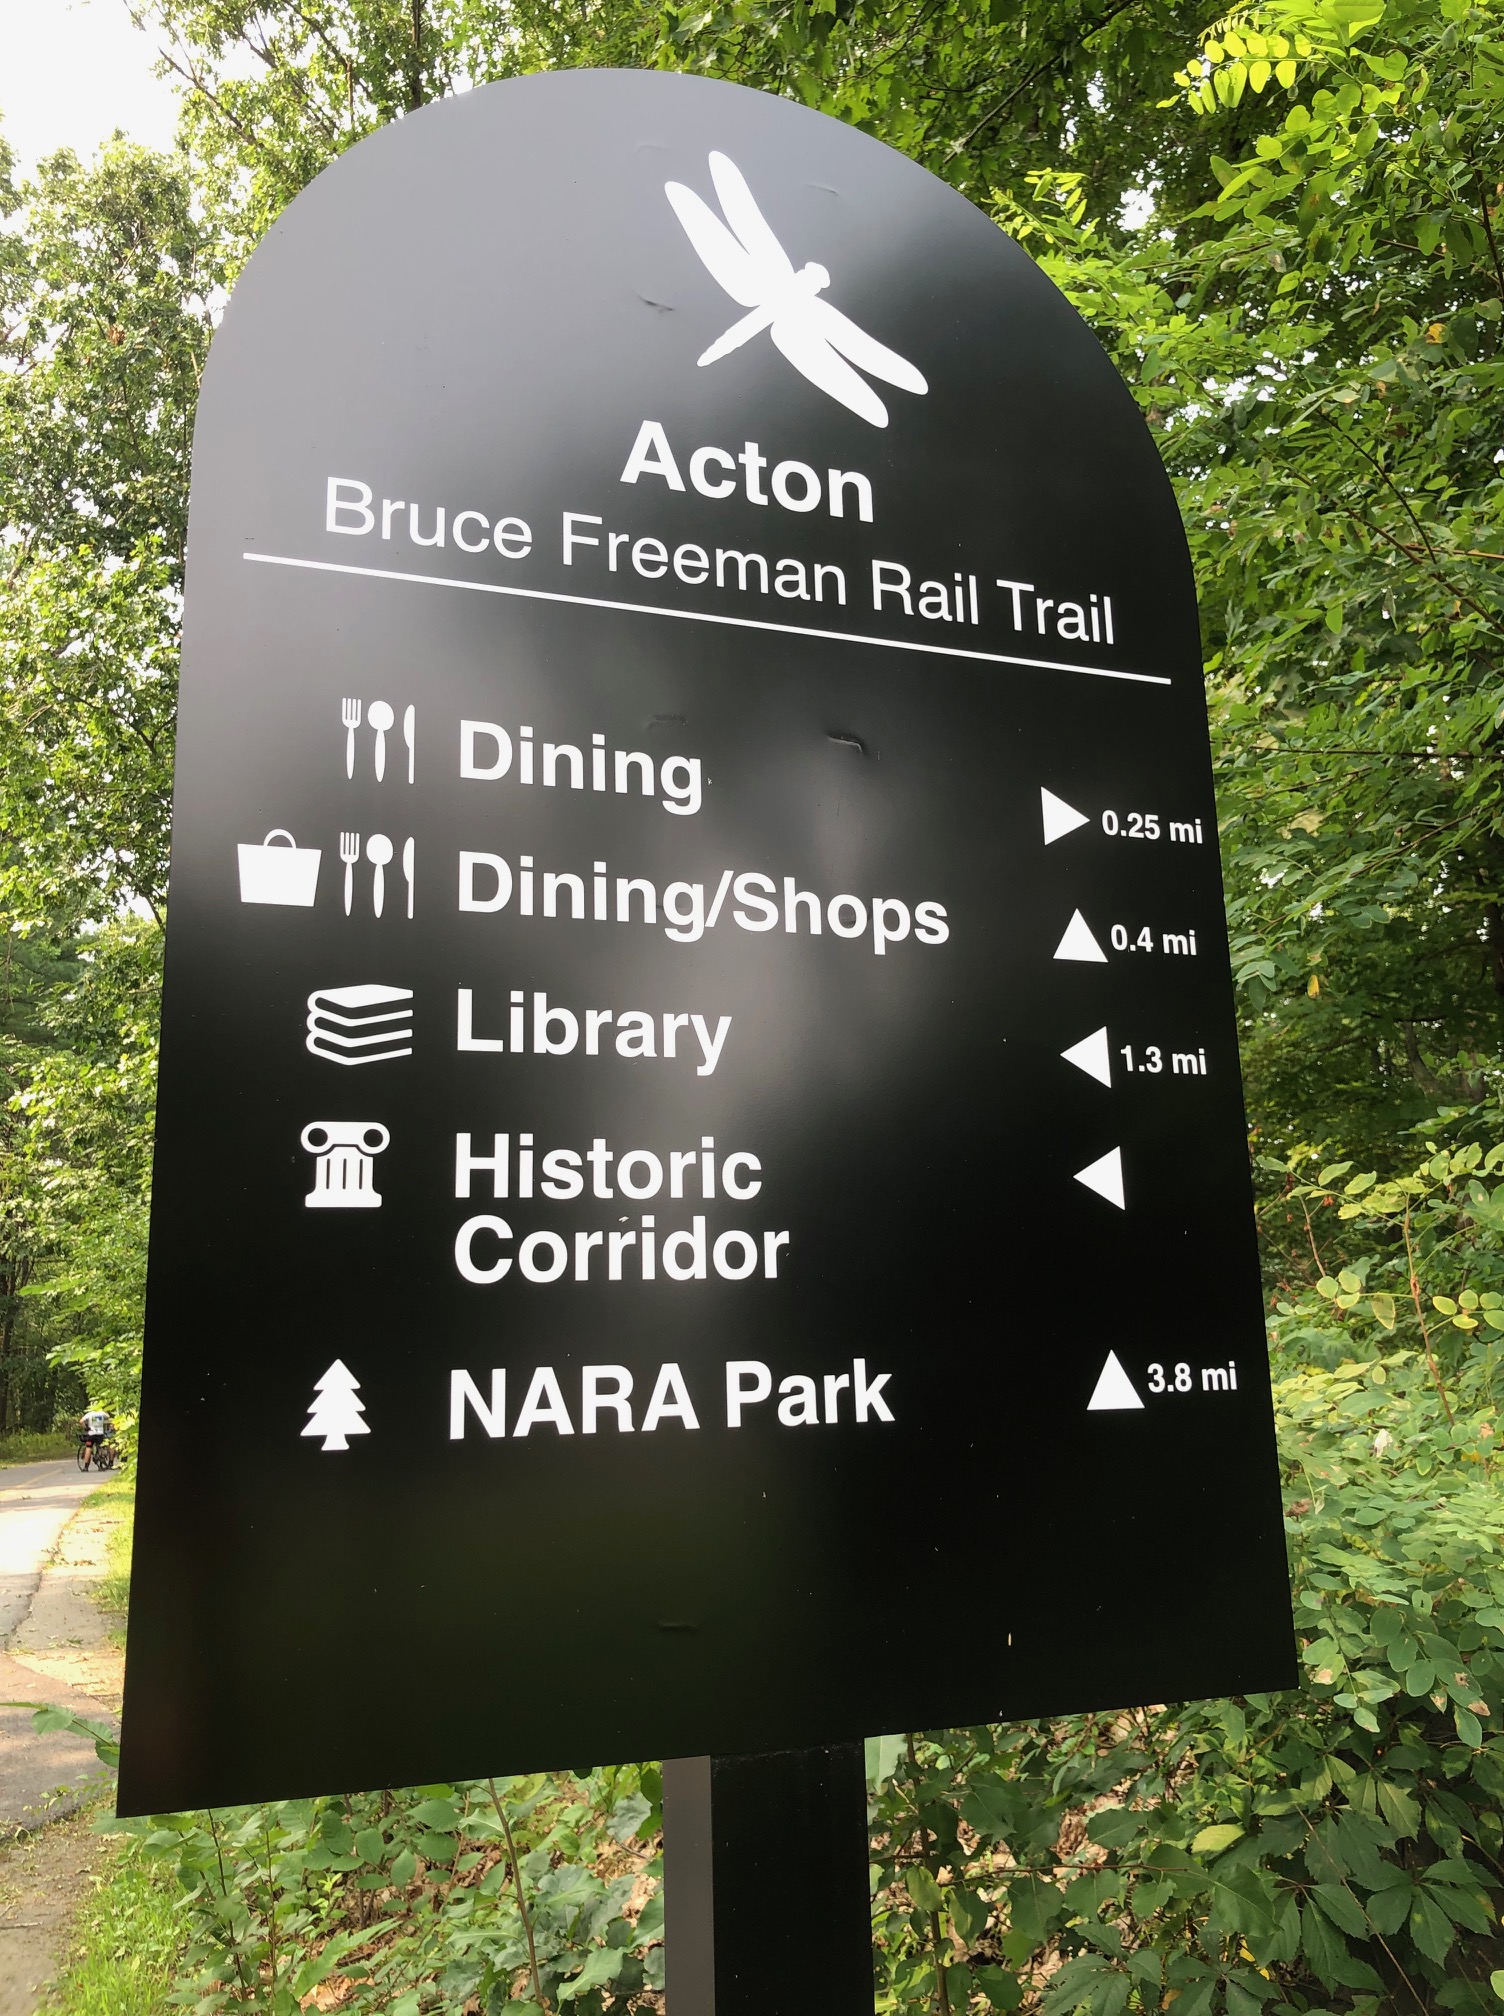 Acton
Bruce Freeman Rail Trail
Dining 0.25 mi
Dining/Shops 0.4 mi
Library 1.3 mi
Historic
Corridor
NARA Park 3.8 mi